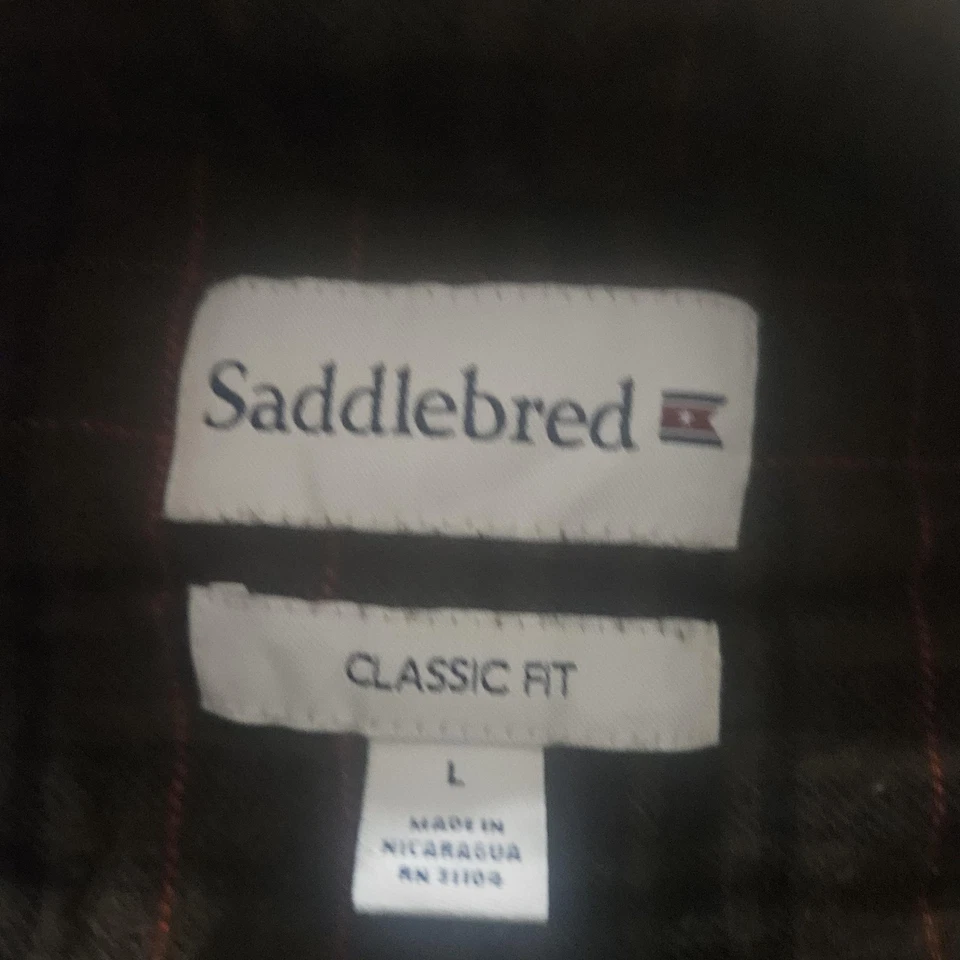 Saddlebred
CLASSIC FIT
L
MADE IN
NICARAGUA
RN 31104